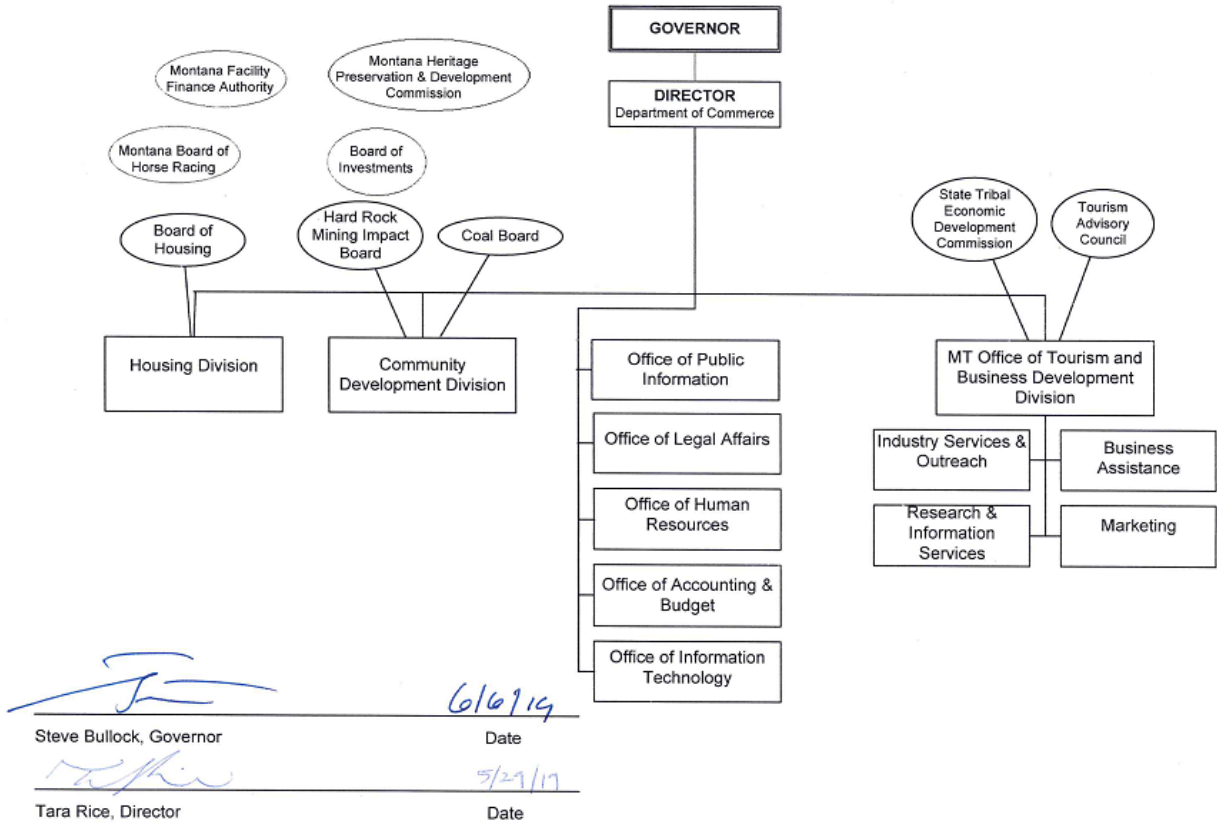 GOVERNOR
DIRECTOR
Department of Commerce
Montana Facility
Finance Authority
Montana Heritage
Preservation & Development
Commission
Montana Board of
Horse Racing
Board of
Investments
Board of
Housing
Hard Rock
Mining Impact
Board
Coal Board
State Tribal
Economic
Development
Commission
Tourism
Advisory
Council
Housing Division
Community
Development Division
MT Office of Tourism and
Business Development
Division
Office of Public
Information
Office of Legal Affairs
Office of Human
Resources
Office of Accounting &
Budget
Office of Information
Technology
Industry Services &
Outreach
Business
Assistance
Research &
Information
Services
Marketing
6/6/19
Steve Bullock, Governor Date
5/29/19
Tara Rice, Director Date